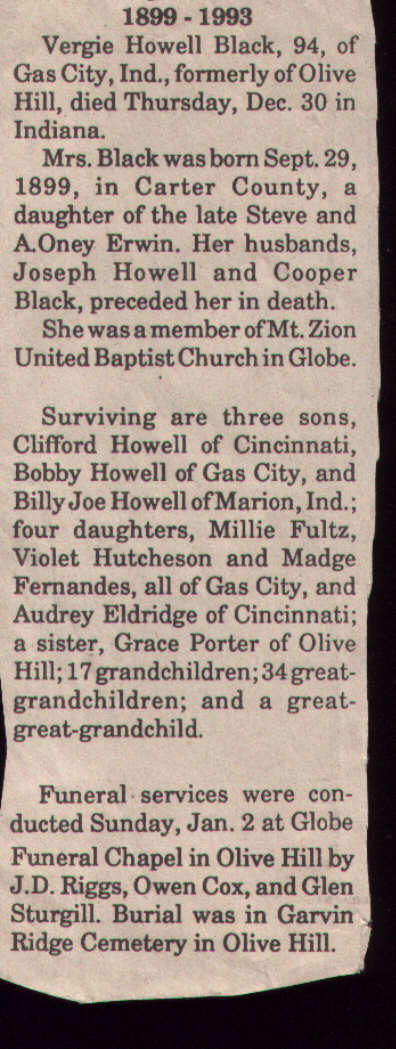 1899 - 1993
Vergie Howell Black, 94, of
Gas City, Ind., formerly of Olive
Hill, died Thursday, Dec. 30 in
Indiana.
Mrs. Black was born Sept. 29,
1899, in Carter County, a
daughter of the late Steve and
A.Oney Erwin. Her husbands,
Joseph Howell and Cooper
Black, preceded her in death.
She was a member of Mt. Zion
United Baptist Church in Globe.
Surviving are three sons,
Clifford Howell of Cincinnati,
Bobby Howell of Gas City, and
Billy Joe Howell of Marion, Ind.;
four daughters, Millie Fultz,
Violet Hutcheson and Madge
Fernandes, all of Gas City, and
Audrey Eldridge of Cincinnati;
a sister, Grace Porter of Olive
Hill; 17 grandchildren; 34 great-
grandchildren; and a great-
great-grandchild.
Funeral services were con-
ducted Sunday, Jan. 2 at Globe
Funeral Chapel in Olive Hill by
J.D. Riggs, Owen Cox, and Glen
Sturgill. Burial was in Garvin
Ridge Cemetery in Olive Hill.